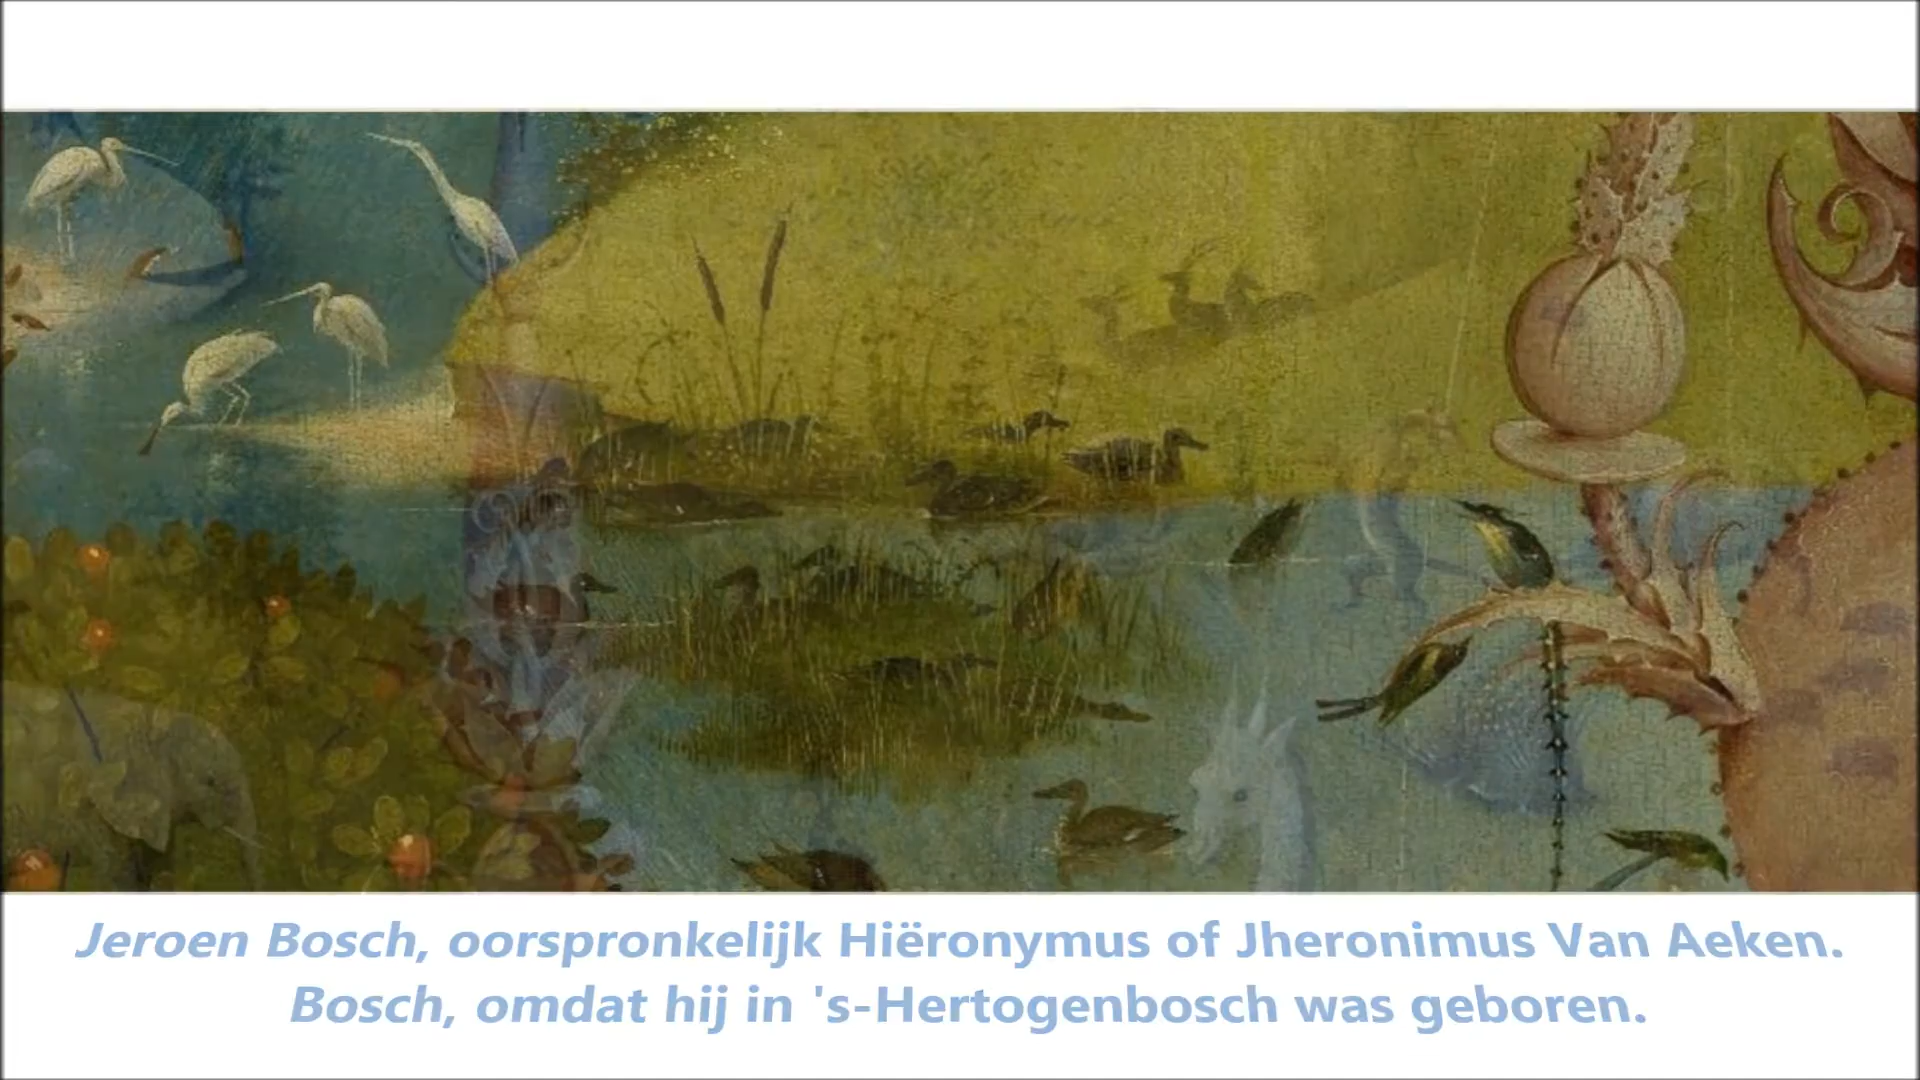 Jeroen Bosch, oorspronkelijk Hiëronymus of Jheronimus Van Aeken.
Bosch, omdat hij in 's-Hertogenbosch was geboren.